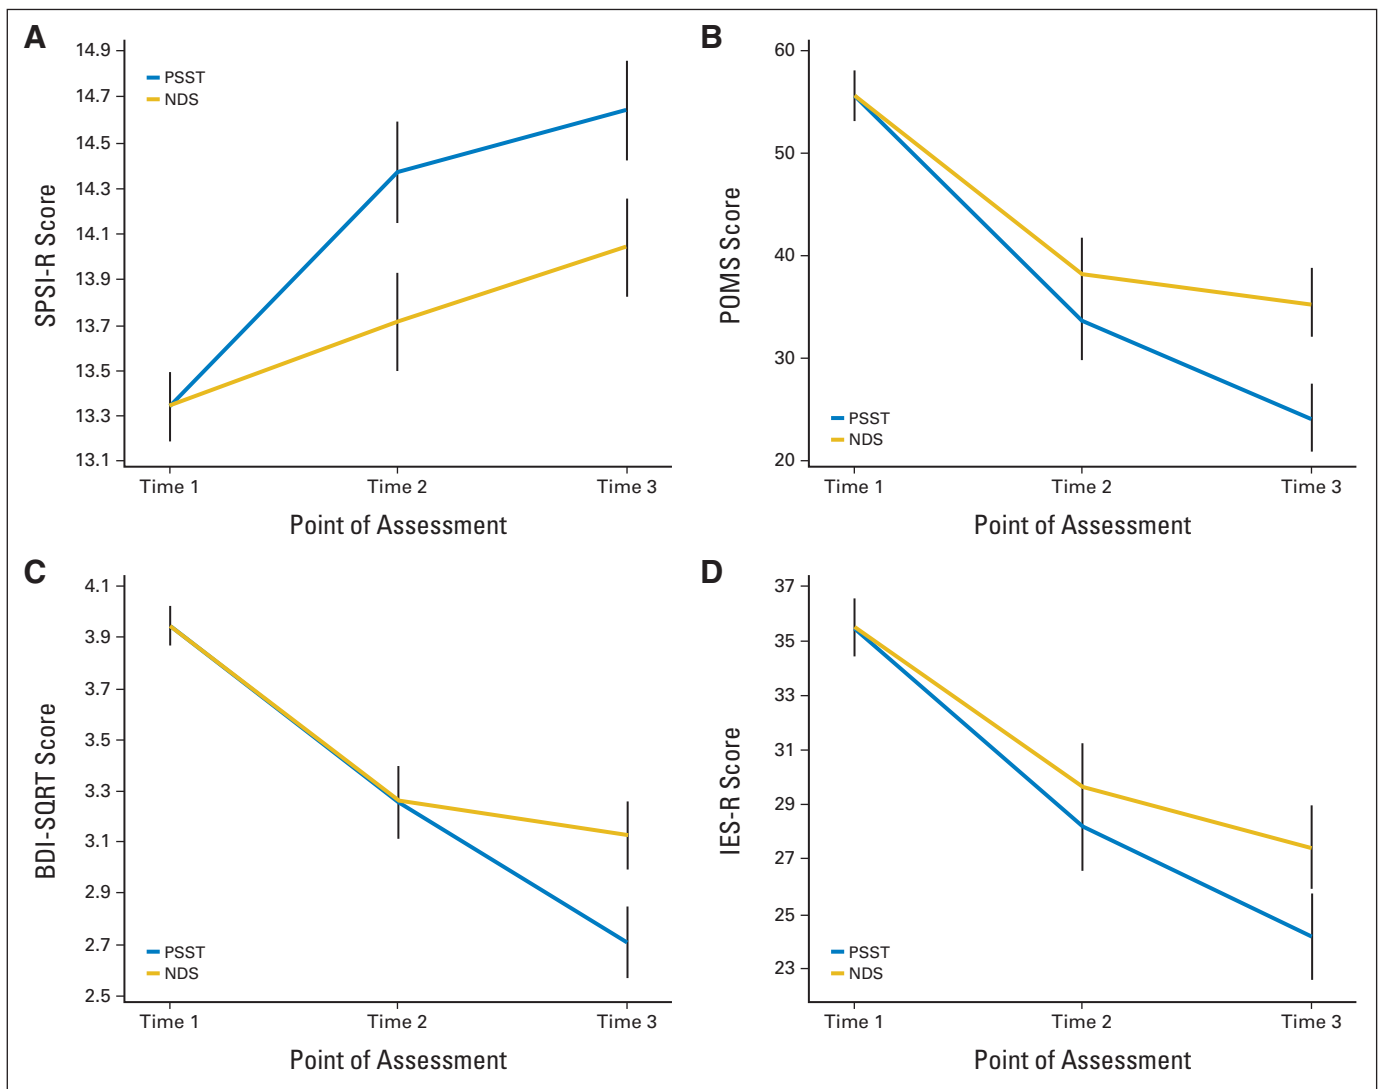 A
SPSI-R Score
14.9
14.7
14.5
14.3
14.1
13.9
13.7
13.5
13.3
13.1
PSST
NDS
Time 1 Time 2 Time 3
Point of Assessment
B
POMS Score
60
50
40
30
20
PSST
NDS
Time 1 Time 2 Time 3
Point of Assessment
C
BDI-SQRT Score
4.1
3.9
3.7
3.5
3.3
3.1
2.9
2.7
2.5
PSST
NDS
Time 1 Time 2 Time 3
Point of Assessment
D
IES-R Score
37
35
33
31
29
27
25
23
PSST
NDS
Time 1 Time 2 Time 3
Point of Assessment